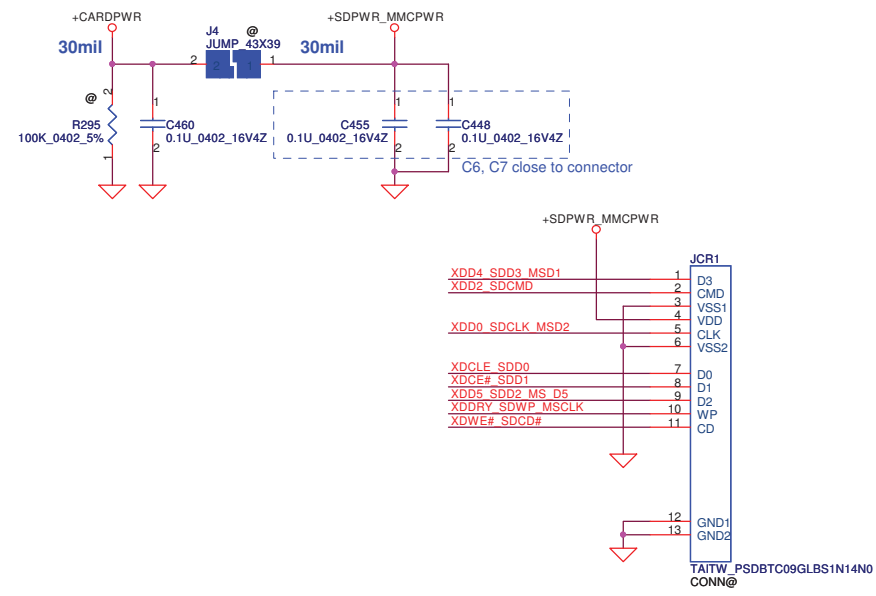 +CARDPWR
+SDPWR_MMCPWR
J4
@
JUMP_43X39
30mil
30mil
2
2
1
1
@
2
R295
100K_0402_5%
1
1
C460
0.1U_0402_16V4Z
2
1
C455
0.1U_0402_16V4Z
2
1
C448
0.1U_0402_16V4Z
2
C6, C7 close to connector
+SDPWR_MMCPWR
JCR1
XDD4_SDD3_MSD1 1 D3
XDD2_SDCMD 2 CMD
3 VSS1
4 VDD
XDD0_SDCLK_MSD2 5 CLK
6 VSS2
XDCLE_SDD0 7 D0
XDCE#_SDD1 8 D1
XDD5_SDD2_MS_D5 9 D2
XDDRY_SDWP_MSCLK 10 WP
XDWE#_SDCD# 11 CD
12 GND1
13 GND2
TAITW_PSDBTC09GLBS1N14N0
CONN@